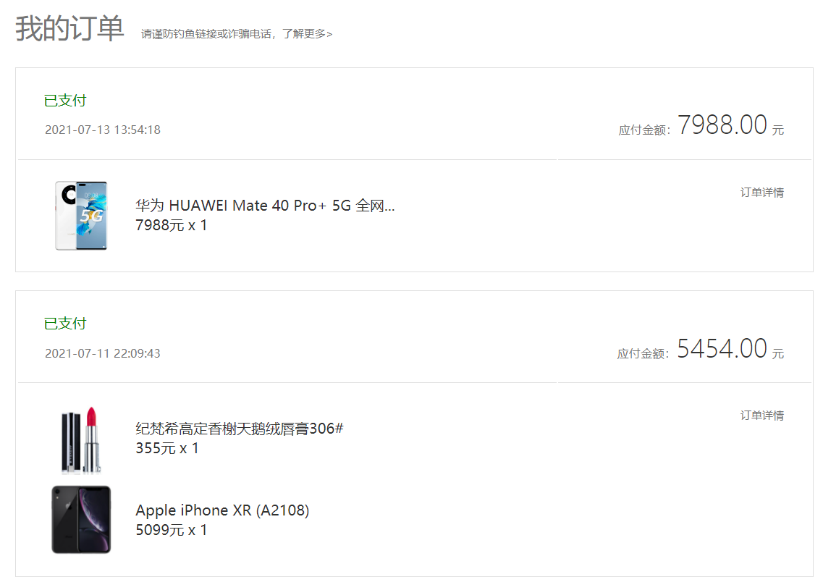 我的订单 请谨防钓鱼链接或诈骗电话，了解更多>
已支付
2021-07-13 13:54:18 应付金额：7988.00 元
订单详情
5G
华为 HUAWEI Mate 40 Pro+ 5G 全网...
7988元 x 1
已支付
2021-07-11 22:09:43 应付金额：5454.00 元
订单详情
纪梵希高定香榭天鹅绒唇膏306#
355元 x 1
Apple iPhone XR (A2108)
5099元 x 1